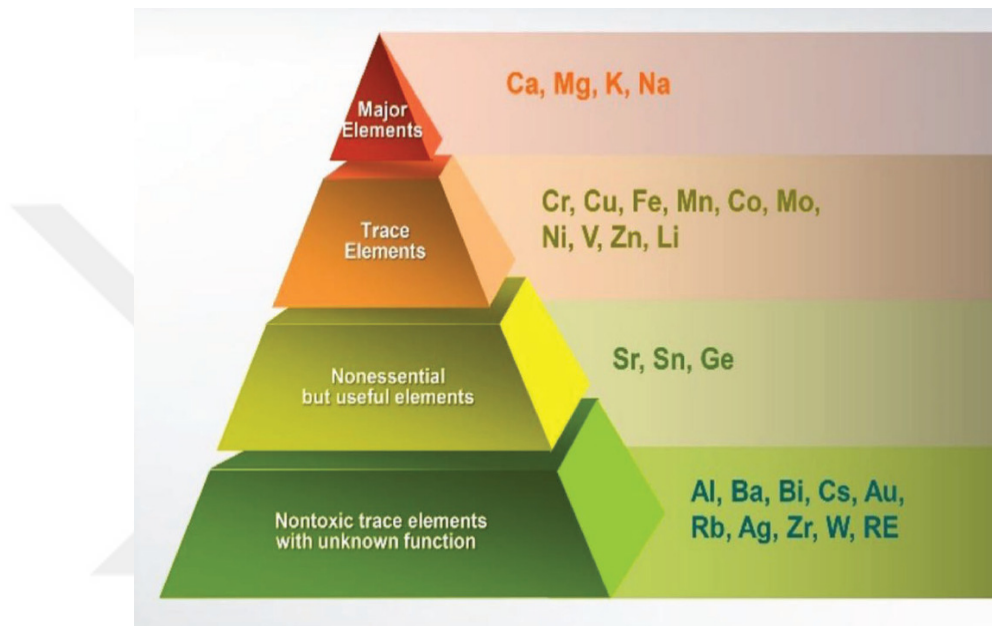 Major
Elements
Ca, Mg, K, Na
Trace
Elements
Cr, Cu, Fe, Mn, Co, Mo,
Ni, V, Zn, Li
Nonessential
but useful elements
Sr, Sn, Ge
Nontoxic trace elements
with unknown function
Al, Ba, Bi, Cs, Au,
Rb, Ag, Zr, W, RE